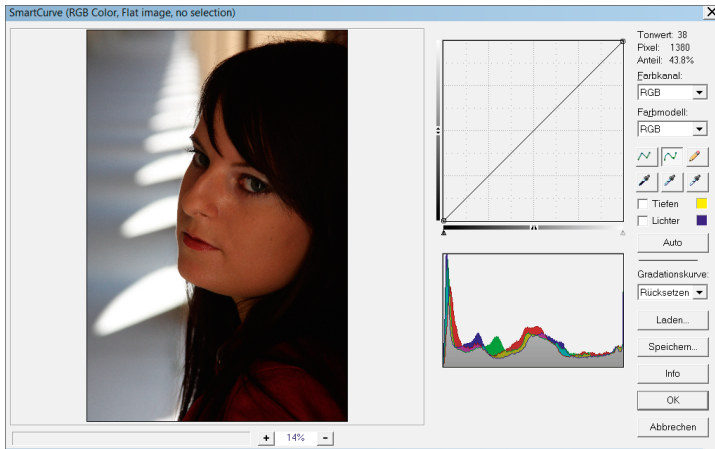 SmartCurve (RGB Color, Flat image, no selection)
Tonwert: 38
Pixel: 1380
Anteil: 43.8%
Farbkanal:
RGB
Farbmodell:
RGB
Tiefen
Lichter
Auto
Gradationskurve:
Rücksetzen
Laden...
Speichern...
Info
OK
Abbrechen
+ 14% -